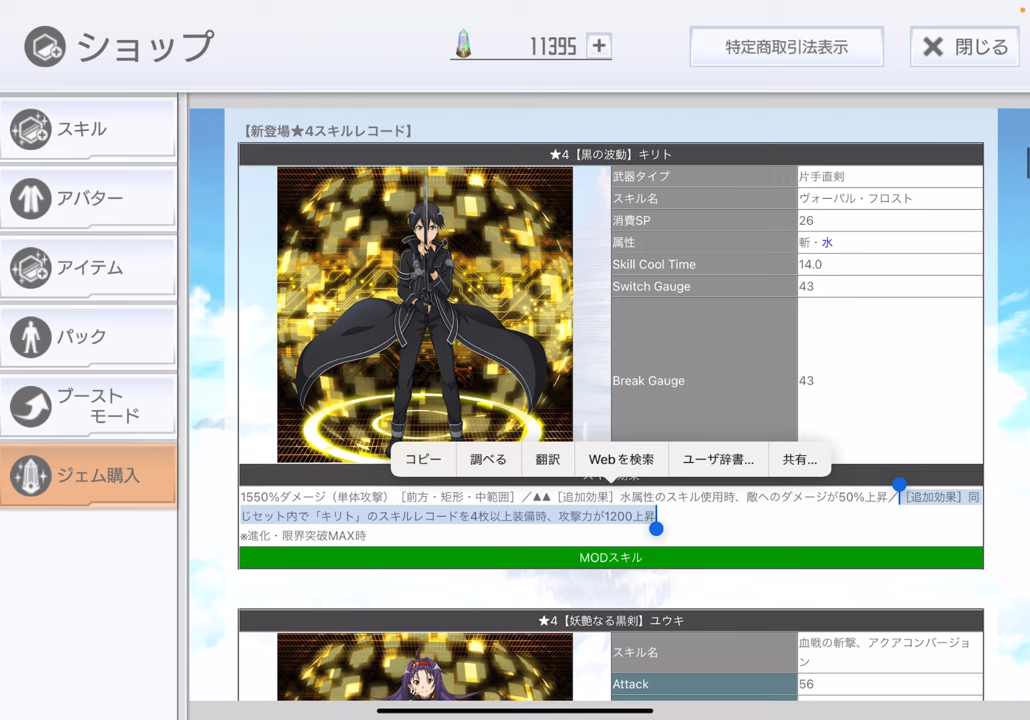 ショップ
11395
特定商取引法表示
閉じる
スキル
アバター
アイテム
パック
ブースト
モード
ジェム購入
【新登場★4スキルレコード】
★4【黒の波動】キリト
武器タイプ 片手直剣
スキル名 ヴォーパル・フロスト
消費SP 26
属性 斬・水
Skill Cool Time 14.0
Switch Gauge 43
Break Gauge 43
コピー 調べる 翻訳 Webを検索 ユーザ辞書... 共有...
1550%ダメージ（単体攻撃）［前方・矩形・中範囲］／▲▲［追加効果］水属性のスキル使用時、敵へのダメージが50%上昇／［追加効果］同
じセット内で「キリト」のスキルレコードを4枚以上装備時、攻撃力が1200上昇
※進化・限界突破MAX時
MODスキル
★4【妖艶なる黒剣】ユウキ
スキル名 血戦の斬撃、アクアコンバージョ
ン
Attack 56